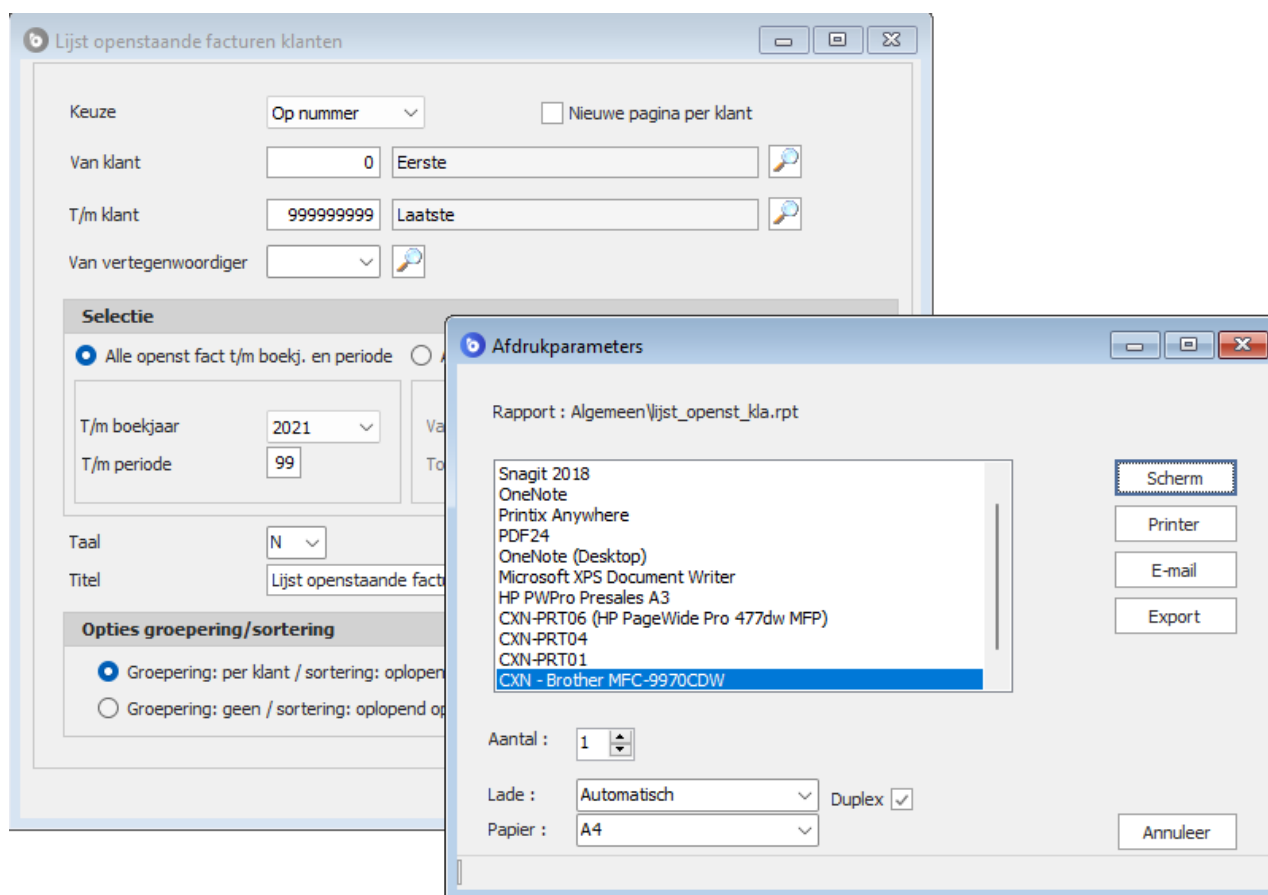 Lijst openstaande facturen klanten
Keuze
Op nummer
Nieuwe pagina per klant
Van klant
0
Eerste
T/m klant
999999999
Laatste
Van vertegenwoordiger
Selectie
Alle openst fact t/m boekj. en periode
T/m boekjaar
2021
Va
T/m periode
99
To
Taal
N
Titel
Lijst openstaande factu
Opties groepering/sortering
Groepering: per klant / sortering: oplopen
Groepering: geen / sortering: oplopend op
Afdrukparameters
Rapport : Algemeen\lijst_openst_kla.rpt
Snagit 2018
OneNote
Printix Anywhere
PDF24
OneNote (Desktop)
Microsoft XPS Document Writer
HP PWPro Presales A3
CXN-PRT06 (HP PageWide Pro 477dw MFP)
CXN-PRT04
CXN-PRT01
CXN - Brother MFC-9970CDW
Scherm
Printer
E-mail
Export
Aantal :
1
Lade :
Automatisch
Duplex
Papier :
A4
Annuleer